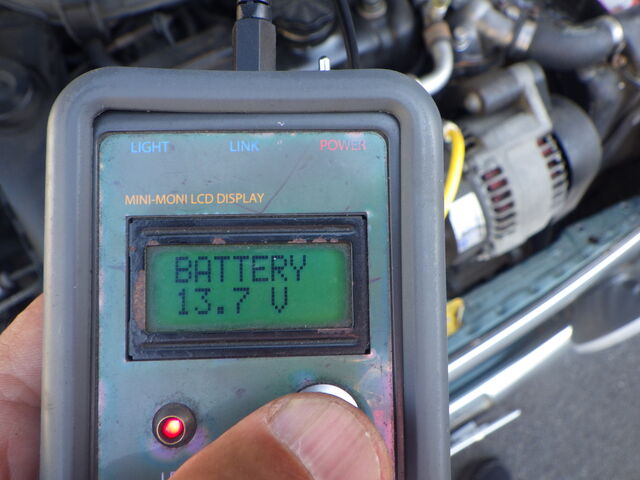 LIGHT LINK POWER
MINI-MONI LCD DISPLAY
BATTERY
13.7 V